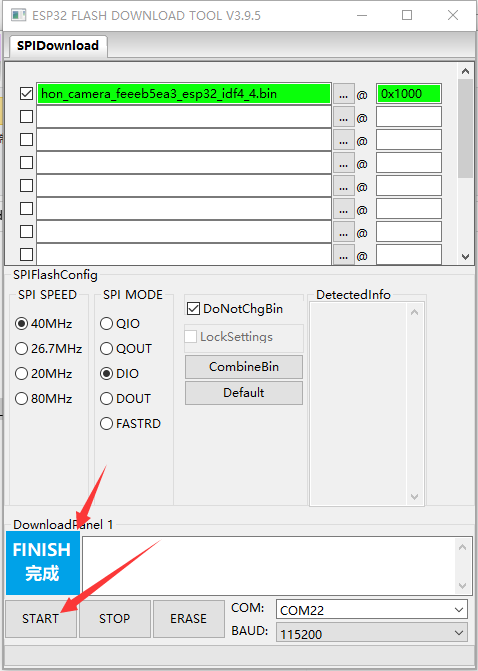 ESP32 FLASH DOWNLOAD TOOL V3.9.5
SPIDownload
hon_camera_feeeb5ea3_esp32_idf4_4.bin ... @ 0x1000
... @
... @
... @
... @
... @
... @
... @
SPIFlashConfig
SPI SPEED
40MHz
26.7MHz
20MHz
80MHz
SPI MODE
QIO
QOUT
DIO
DOUT
FASTRD
DoNotChgBin
LockSettings
CombineBin
Default
DetectedInfo
DownloadPanel 1
FINISH
完成
START STOP ERASE
COM: COM22
BAUD: 115200